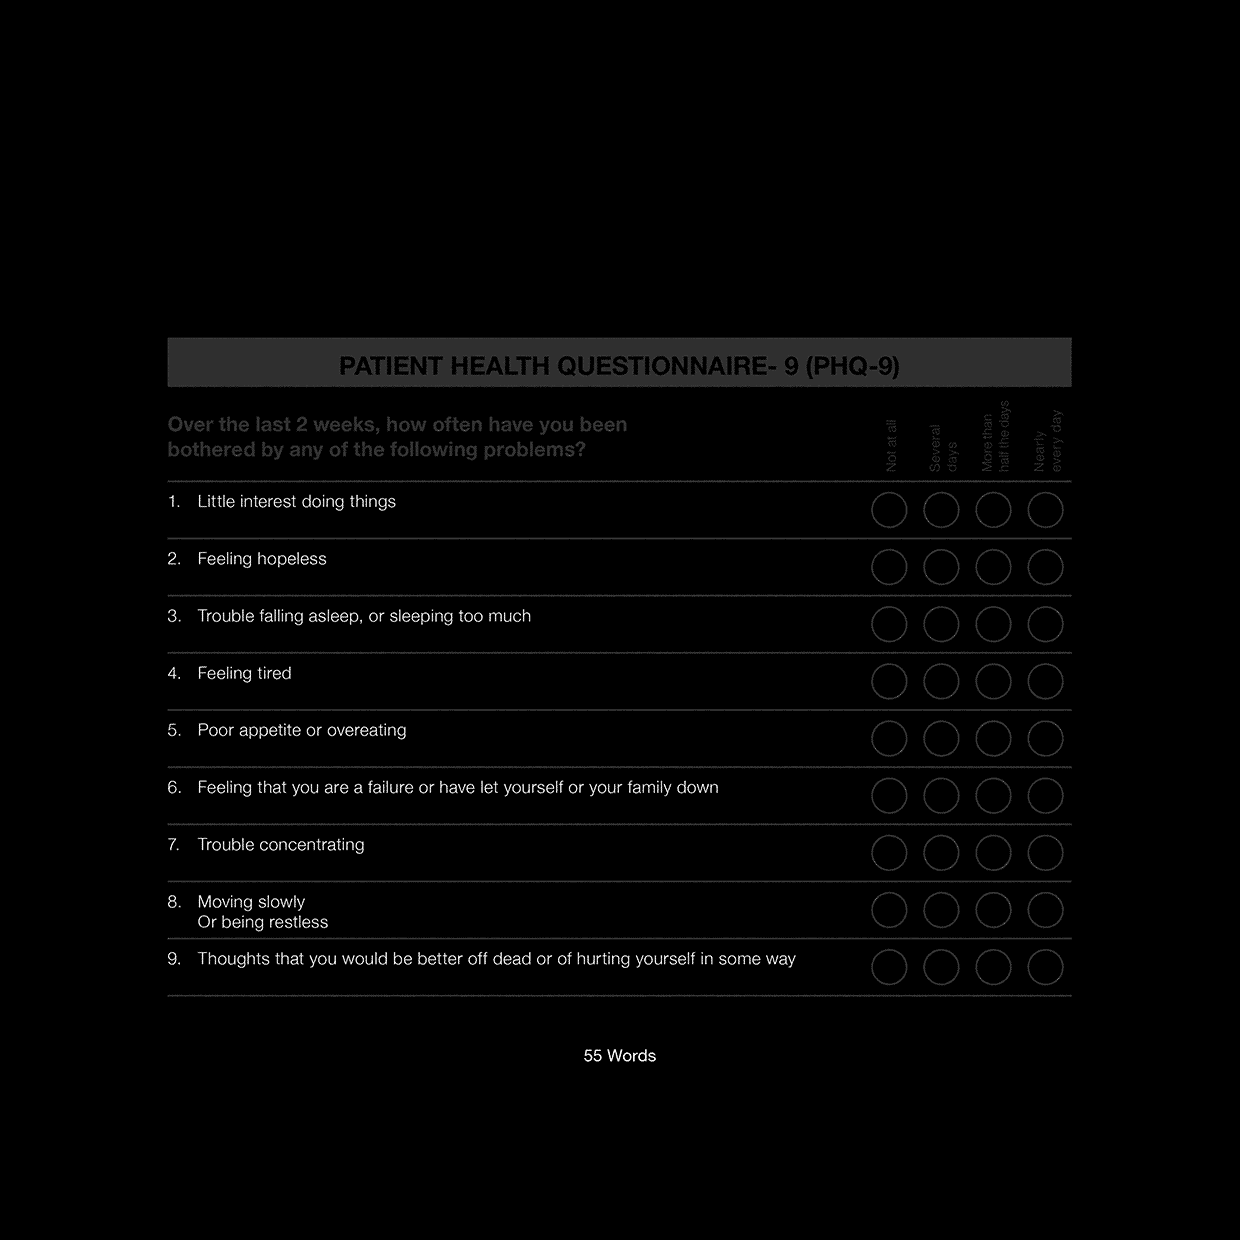 PATIENT HEALTH QUESTIONNAIRE- 9 (PHQ-9)
Over the last 2 weeks, how often have you been
bothered by any of the following problems?
Not at all
Several
days
More than
half the days
Nearly
every day
1. Little interest doing things
2. Feeling hopeless
3. Trouble falling asleep, or sleeping too much
4. Feeling tired
5. Poor appetite or overeating
6. Feeling that you are a failure or have let yourself or your family down
7. Trouble concentrating
8. Moving slowly
Or being restless
9. Thoughts that you would be better off dead or of hurting yourself in some way
55 Words